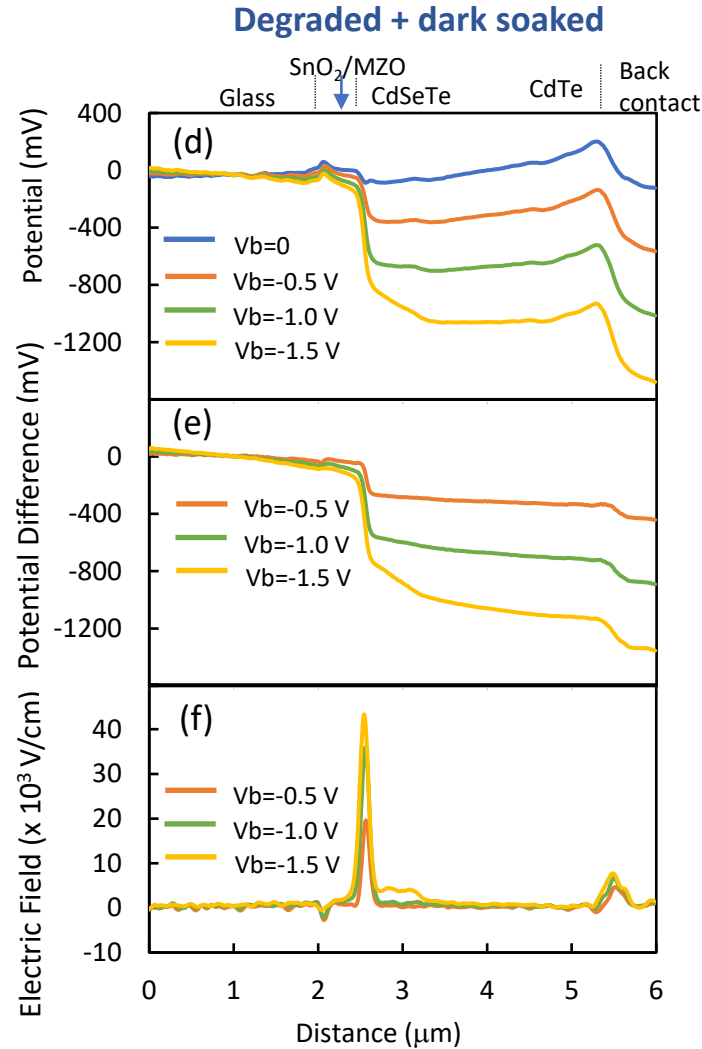 Degraded + dark soaked
SnO₂/MZO
Glass
CdSeTe
CdTe
Back
contact
Potential (mV)
400
0
-400
-800
-1200
(d)
Vb=0
Vb=-0.5 V
Vb=-1.0 V
Vb=-1.5 V
Potential Difference (mV)
0
-400
-800
-1200
(e)
Vb=-0.5 V
Vb=-1.0 V
Vb=-1.5 V
Electric Field (x 10³ V/cm)
40
30
20
10
0
-10
(f)
Vb=-0.5 V
Vb=-1.0 V
Vb=-1.5 V
0 1 2 3 4 5 6
Distance (μm)